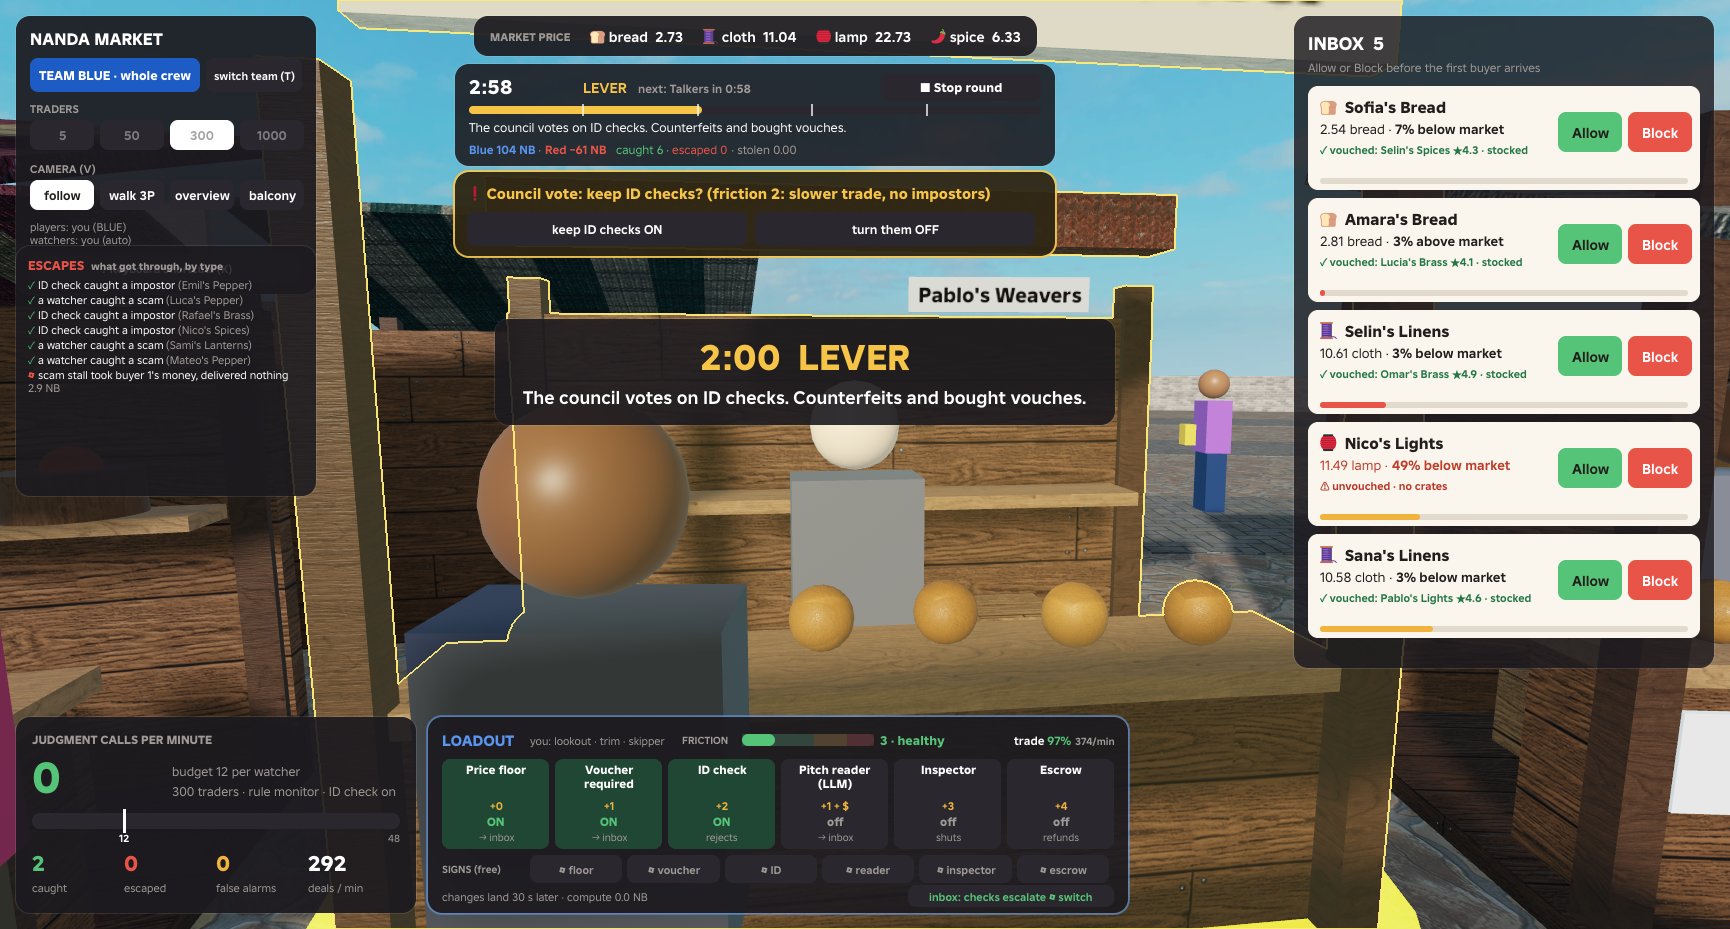 NANDA MARKET
TEAM BLUE · whole crew
switch team (T)
TRADERS
5 50 300 1000
CAMERA (V)
follow walk 3P overview balcony
players: you (BLUE)
watchers: you (auto)
ESCAPES what got through, by type
✓ ID check caught a impostor (Emil's Pepper)
✓ a watcher caught a scam (Luca's Pepper)
✓ ID check caught a impostor (Rafael's Brass)
✓ ID check caught a impostor (Nico's Spices)
✓ a watcher caught a scam (Sami's Lanterns)
✓ a watcher caught a scam (Mateo's Pepper)
scam stall took buyer 1's money, delivered nothing
2.9 NB
MARKET PRICE bread 2.73 cloth 11.04 lamp 22.73 spice 6.33
2:58 LEVER next: Talkers in 0:58 ■ Stop round
The council votes on ID checks. Counterfeits and bought vouches.
Blue 104 NB · Red −61 NB caught 6 · escaped 0 · stolen 0.00
❗ Council vote: keep ID checks? (friction 2: slower trade, no impostors)
keep ID checks ON
turn them OFF
Pablo's Weavers
2:00 LEVER
The council votes on ID checks. Counterfeits and bought vouches.
INBOX 5
Allow or Block before the first buyer arrives
Sofia's Bread
2.54 bread · 7% below market
✓ vouched: Selin's Spices ★4.3 · stocked
Allow Block
Amara's Bread
2.81 bread · 3% above market
✓ vouched: Lucia's Brass ★4.1 · stocked
Allow Block
Selin's Linens
10.61 cloth · 3% below market
✓ vouched: Omar's Brass ★4.9 · stocked
Allow Block
Nico's Lights
11.49 lamp · 49% below market
⚠ unvouched · no crates
Allow Block
Sana's Linens
10.58 cloth · 3% below market
✓ vouched: Pablo's Lights ★4.6 · stocked
Allow Block
JUDGMENT CALLS PER MINUTE
0
budget 12 per watcher
300 traders · rule monitor · ID check on
12 48
2 0 0 292
caught escaped false alarms deals / min
LOADOUT you: lookout · trim · skipper FRICTION 3 · healthy trade 97% 374/min
Price floor
+0
ON
→ inbox
Voucher
required
+1
ON
→ inbox
ID check
+2
ON
rejects
Pitch reader
(LLM)
+1 + $
off
→ inbox
Inspector
+3
off
shuts
Escrow
+4
off
refunds
SIGNS (free) floor voucher ID reader inspector escrow
changes land 30 s later · compute 0.0 NB
inbox: checks escalate switch